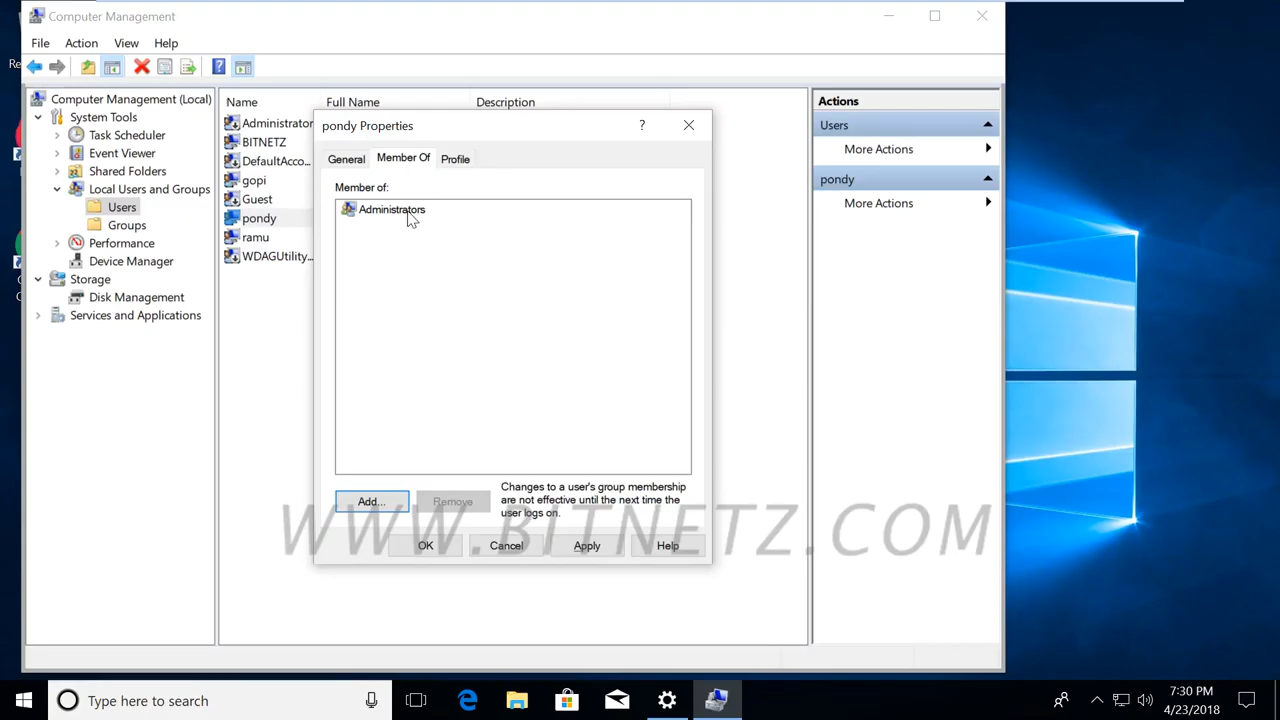 Computer Management
File Action View Help
Re
Computer Management (Local)
System Tools
Task Scheduler
Event Viewer
Shared Folders
Local Users and Groups
Users
Groups
Performance
Device Manager
Storage
Disk Management
Services and Applications
Name Full Name Description
Administrator
BITNETZ
DefaultAcco...
gopi
Guest
pondy
ramu
WDAGUtility...
pondy Properties
?
General Member Of Profile
Member of:
Administrators
Add... Remove
Changes to a user's group membership
are not effective until the next time the
user logs on.
OK Cancel Apply Help
Actions
Users
More Actions
pondy
More Actions
WWW.BITNETZ.COM
Type here to search
7:30 PM
4/23/2018